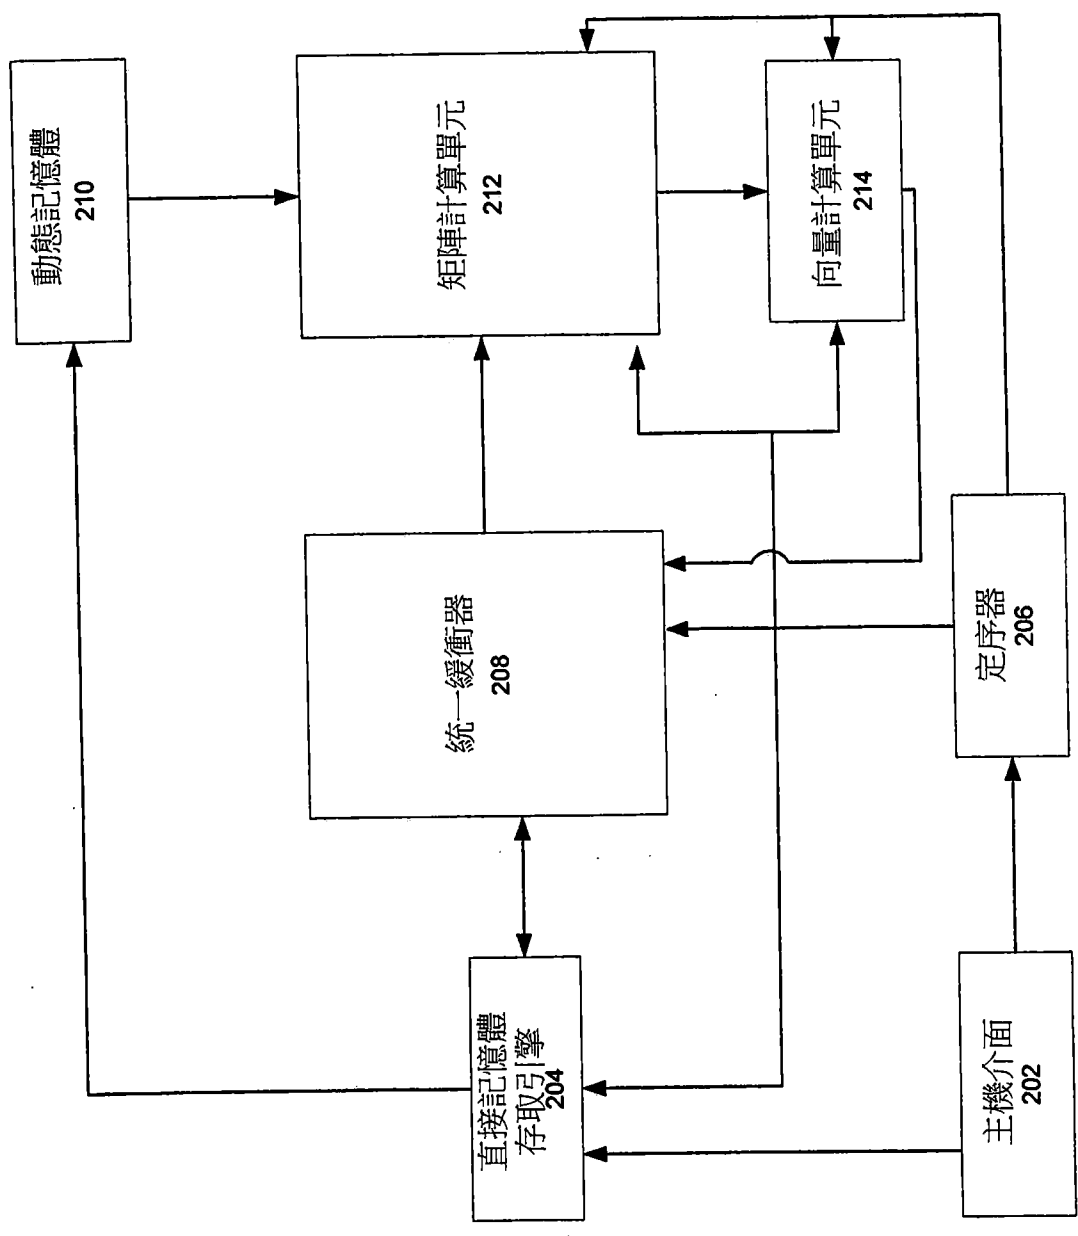 動態記憶體
210
矩陣計算單元
212
向量計算單元
214
統一緩衝器
208
定序器
206
直接記憶體
存取引擎
204
主機介面
202